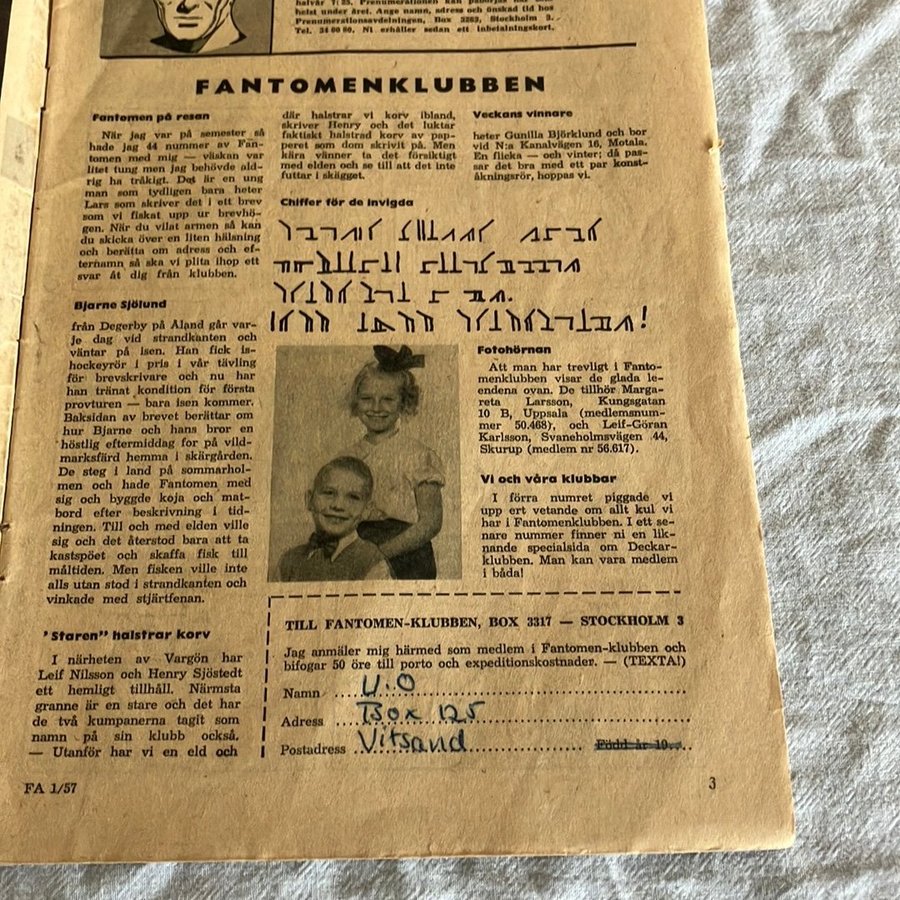 halvår 7:25. Prenumerationen kan påbörjas när som
helst under året. Ange namn, adress och önskad tid hos
Prenumerationsavdelningen, Box 3263, Stockholm 3.
Tel. 34 00 80. Ni erhåller sedan ett inbetalningskort.
FANTOMENKLUBBEN
Fantomen på resan
När jag var på semester så
hade jag 44 nummer av Fan-
tomen med mig — väskan var
litet tung men jag behövde ald-
rig ha tråkigt. Det är en ung
man som tydligen bara heter
Lars som skriver det i ett brev
som vi fiskat upp ur brevhö-
gen. När du vilat armen så kan
du skicka över en liten hälsning
och berätta om adress och ef-
ternamn så ska vi plita ihop ett
svar åt dig från klubben.
Bjarne Sjölund
från Degerby på Åland går var-
je dag vid strandkanten och
väntar på isen. Han fick is-
hockeyrör i pris i vår tävling
för brevskrivare och nu har
han tränat kondition för första
provturen — bara isen kommer.
Baksidan av brevet berättar om
hur Bjarne och hans bror en
höstlig eftermiddag for på vild-
marksfärd hemma i skärgården.
De steg i land på sommarhol-
men och hade Fantomen med
sig och byggde koja och mat-
bord efter beskrivning i tid-
ningen. Till och med elden ville
sig och det återstod bara att ta
kastspöet och skaffa fisk till
måltiden. Men fisken ville inte
alls utan stod i strandkanten och
vinkade med stjärtfenan.
"Staren" halstrar korv
I närheten av Vargön har
Leif Nilsson och Henry Sjöstedt
ett hemligt tillhåll. Närmsta
granne är en stare och det har
de två kumpanerna tagit som
namn på sin klubb också.
— Utanför har vi en eld och
där halstrar vi korv ibland,
skriver Henry och det luktar
faktiskt halstrad korv av pap-
peret som dom skrivit på. Men
kära vänner ta det försiktigt
med elden och se till att det inte
futtar i skägget.
Veckans vinnare
heter Gunilla Björklund och bor
vid N:a Kanalvägen 16, Motala.
En flicka — och vinter; då pas-
sar det bra med ett par konst-
åkningsrör, hoppas vi.
Chiffer för de invigda
Fotohörnan
Att man har trevligt i Fanto-
menklubben visar de glada le-
endena ovan. De tillhör Marga-
reta Larsson, Kungsgatan
10 B, Uppsala (medlemsnum-
mer 50.468), och Leif-Göran
Karlsson, Svaneholmsvägen 44,
Skurup (medlem nr 56.617).
Vi och våra klubbar
I förra numret piggade vi
upp ert vetande om allt kul vi
har i Fantomenklubben. I ett se-
nare nummer finner ni en lik-
nande specialsida om Deckar-
klubben. Man kan vara medlem
i båda!
TILL FANTOMEN-KLUBBEN, BOX 3317 — STOCKHOLM 3
Jag anmäler mig härmed som medlem i Fantomen-klubben och
bifogar 50 öre till porto och expeditionskostnader. — (TEXTA!)
Namn U.O
Adress Box 125
Postadress Vitsand Född år 19
FA 1/57
3